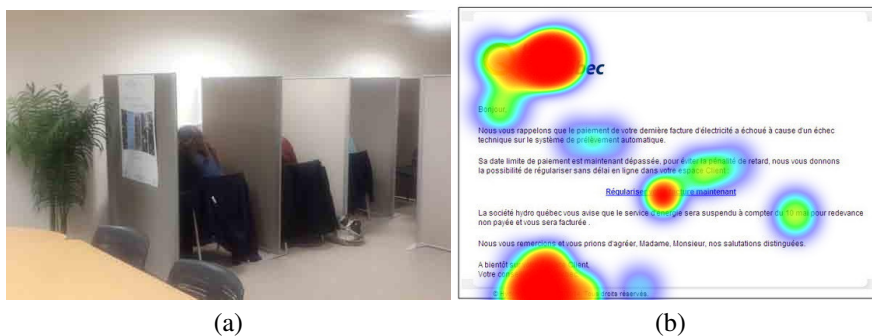 Bonjour,
Nous vous rappelons que le paiement de votre dernière facture d'électricité a échoué à cause d'un échec
technique sur le système de prélèvement automatique.
Sa date limite de paiement est maintenant dépassée, pour éviter la pénalité de retard, nous vous donnons
la possibilité de régulariser sans délai en ligne dans votre espace Client:
Régulariser maintenant
La société hydro québec vous avise que le service d'énergie sera suspendu à compter du 10 mai pour redevance
non payée et vous sera facturée .
Nous vous remercions et vous prions d'agréer, Madame, Monsieur, nos salutations distinguées.
A bientôt Client,
Votre
droits réservés.
(a) (b)